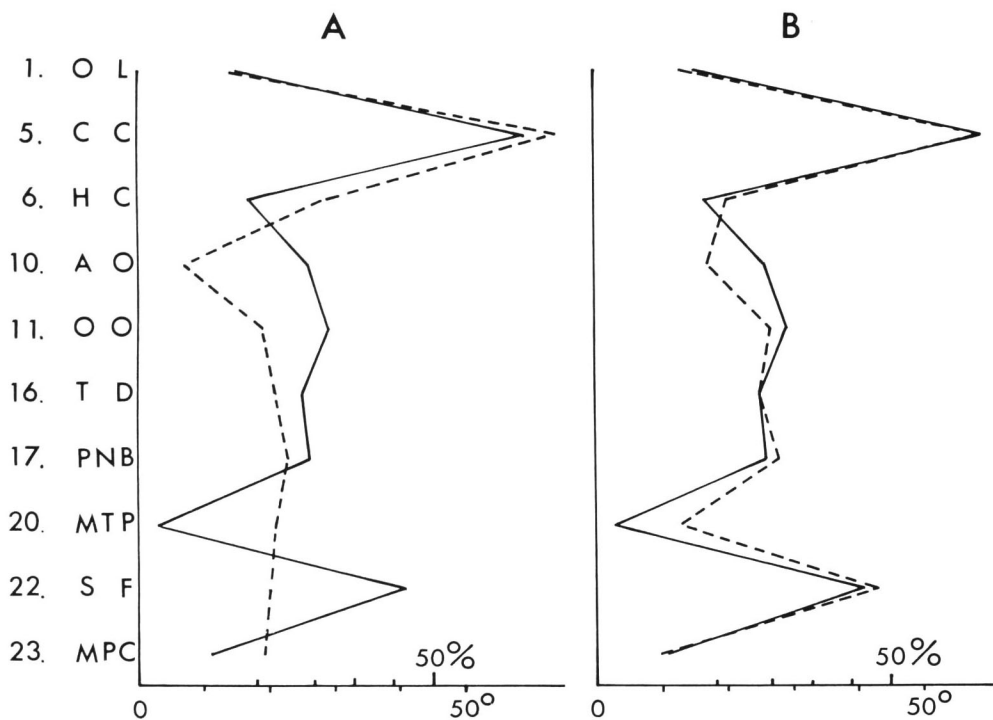 A B
1. O L
5. C C
6. H C
10. A O
11. O O
16. T D
17. PNB
20. MTP
22. S F
23. MPC
50% 50%
0 50° 0 50°